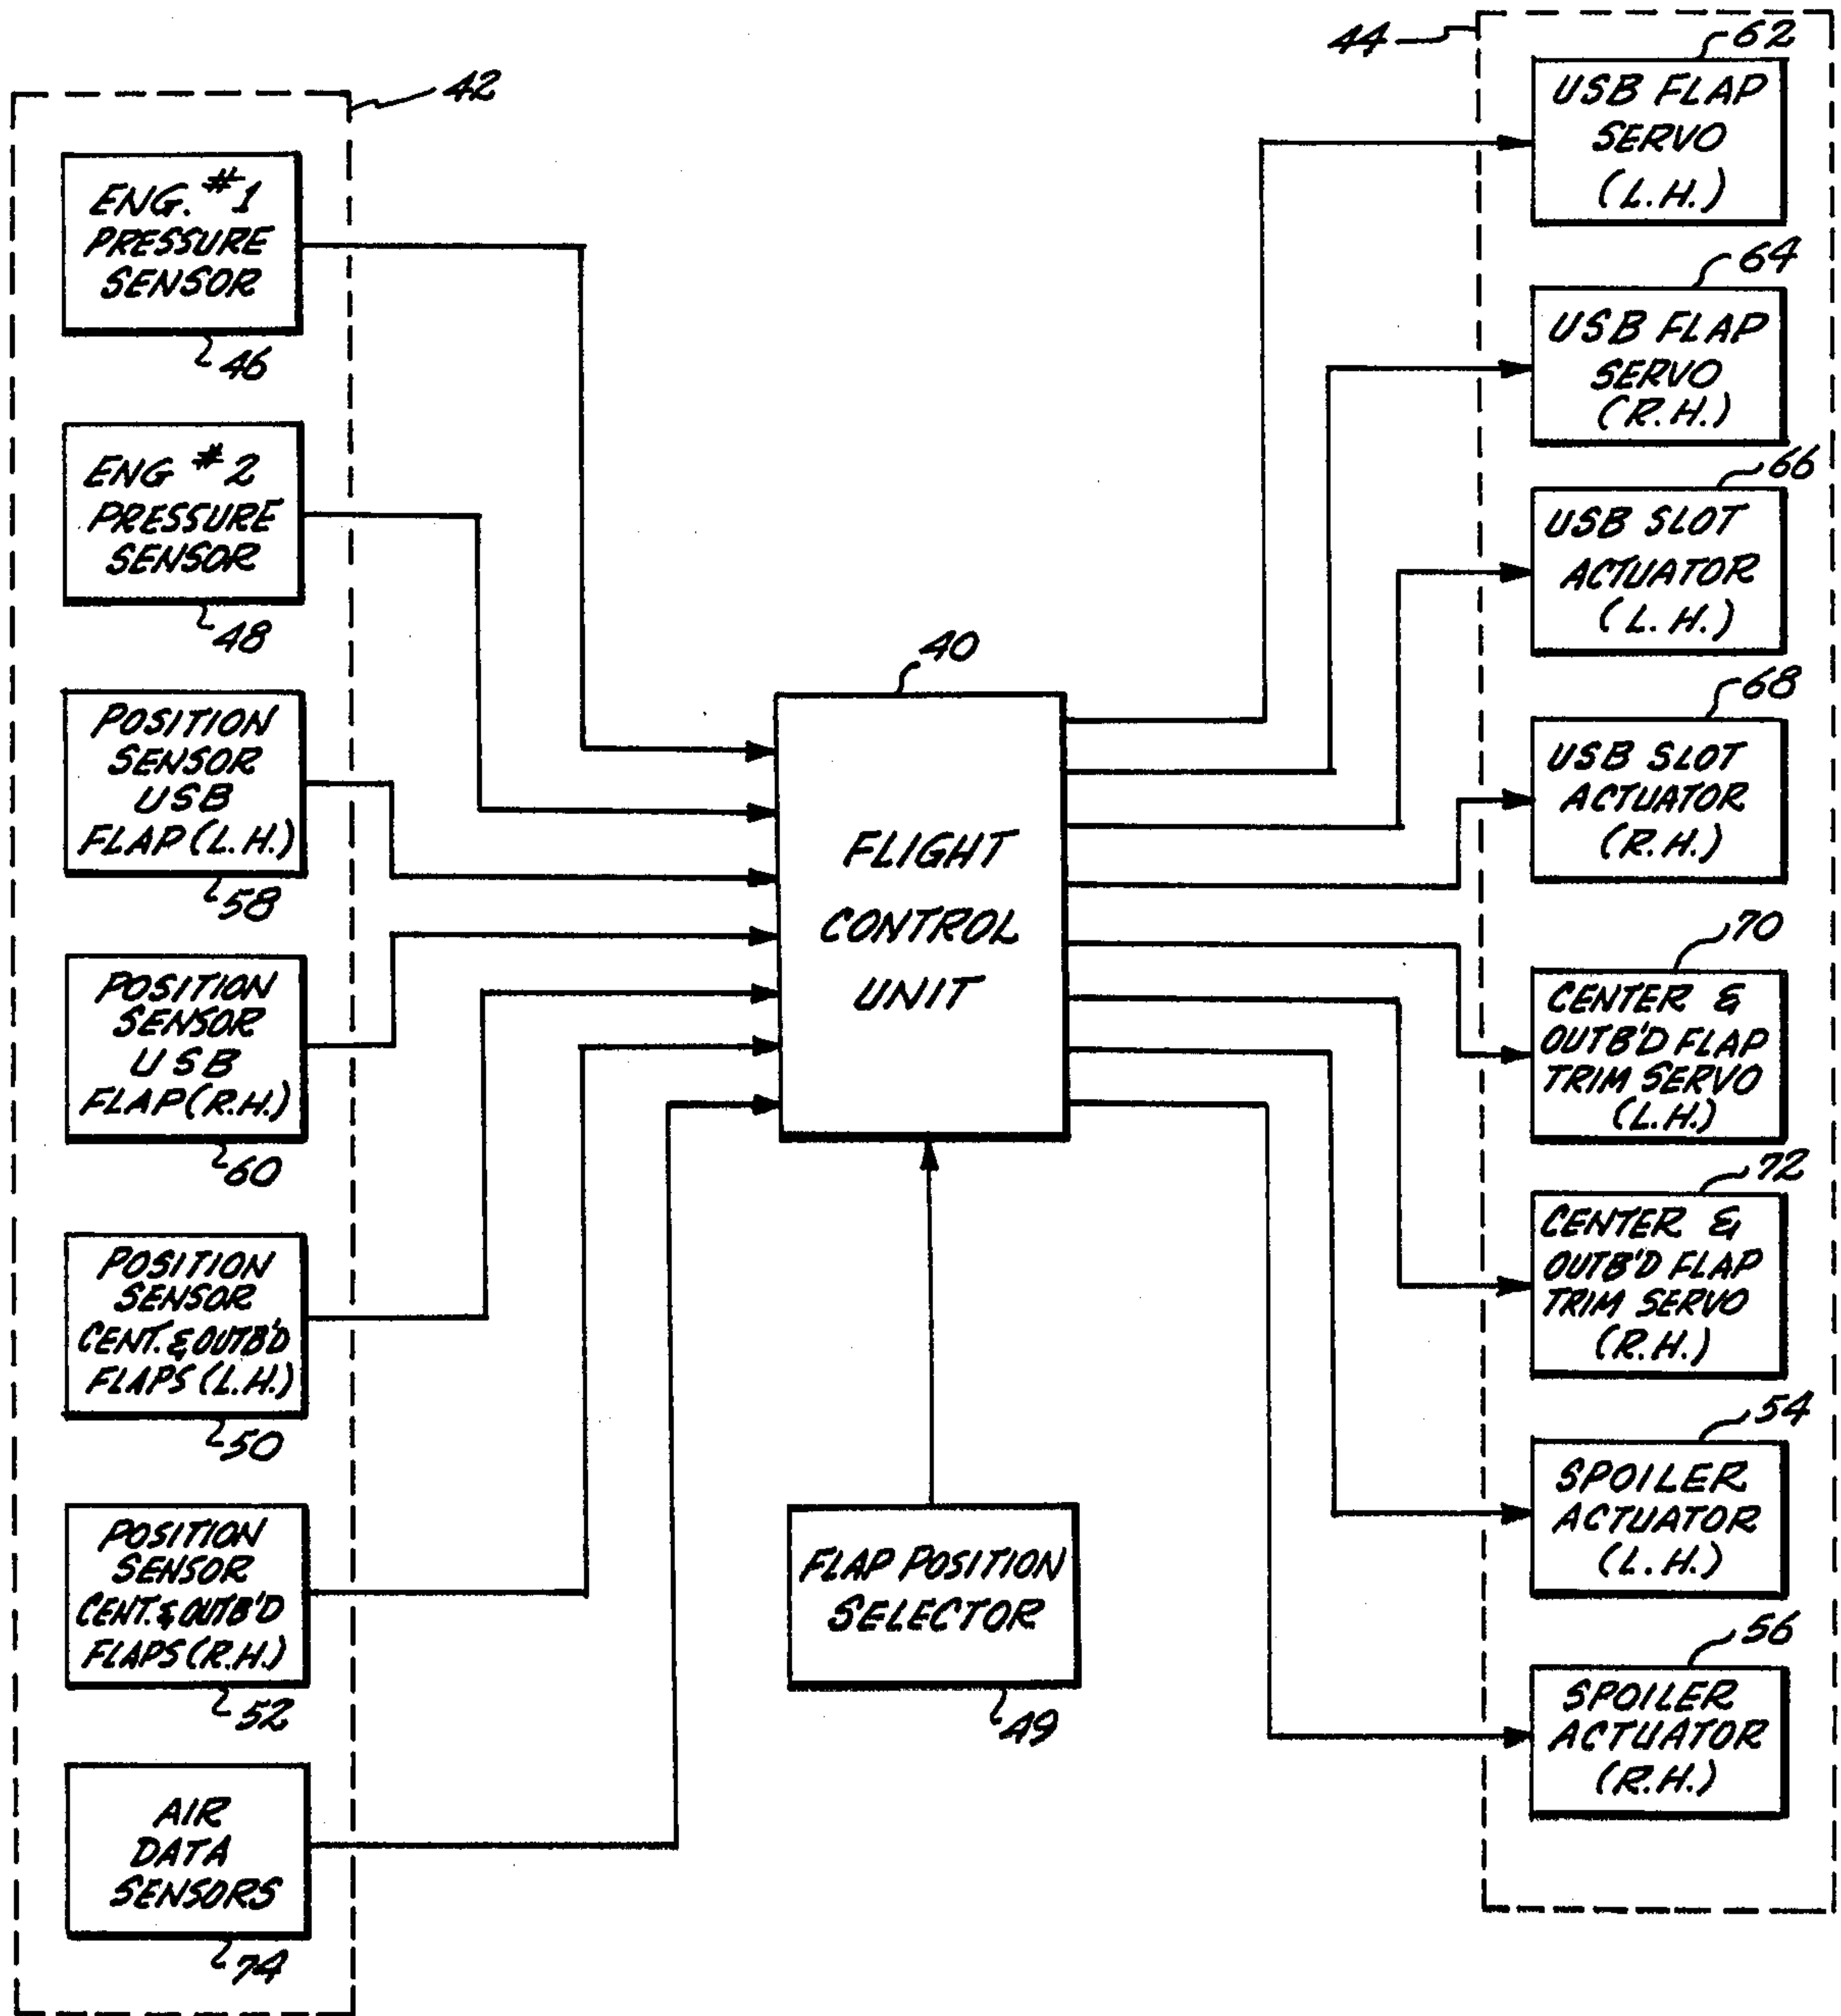 42
ENG. #1
PRESSURE
SENSOR
46
ENG #2
PRESSURE
SENSOR
48
POSITION
SENSOR
USB
FLAP (L.H.)
58
POSITION
SENSOR
USB
FLAP (R.H.)
60
POSITION
SENSOR
CENT. & OUTB'D
FLAPS (L.H.)
50
POSITION
SENSOR
CENT. & OUTB'D
FLAPS (R.H.)
52
AIR
DATA
SENSORS
74
40
FLIGHT
CONTROL
UNIT
FLAP POSITION
SELECTOR
49
44
62
USB FLAP
SERVO
(L.H.)
64
USB FLAP
SERVO
(R.H.)
66
USB SLOT
ACTUATOR
(L.H.)
68
USB SLOT
ACTUATOR
(R.H.)
70
CENTER &
OUTB'D FLAP
TRIM SERVO
(L.H.)
72
CENTER &
OUTB'D FLAP
TRIM SERVO
(R.H.)
54
SPOILER
ACTUATOR
(L.H.)
56
SPOILER
ACTUATOR
(R.H.)